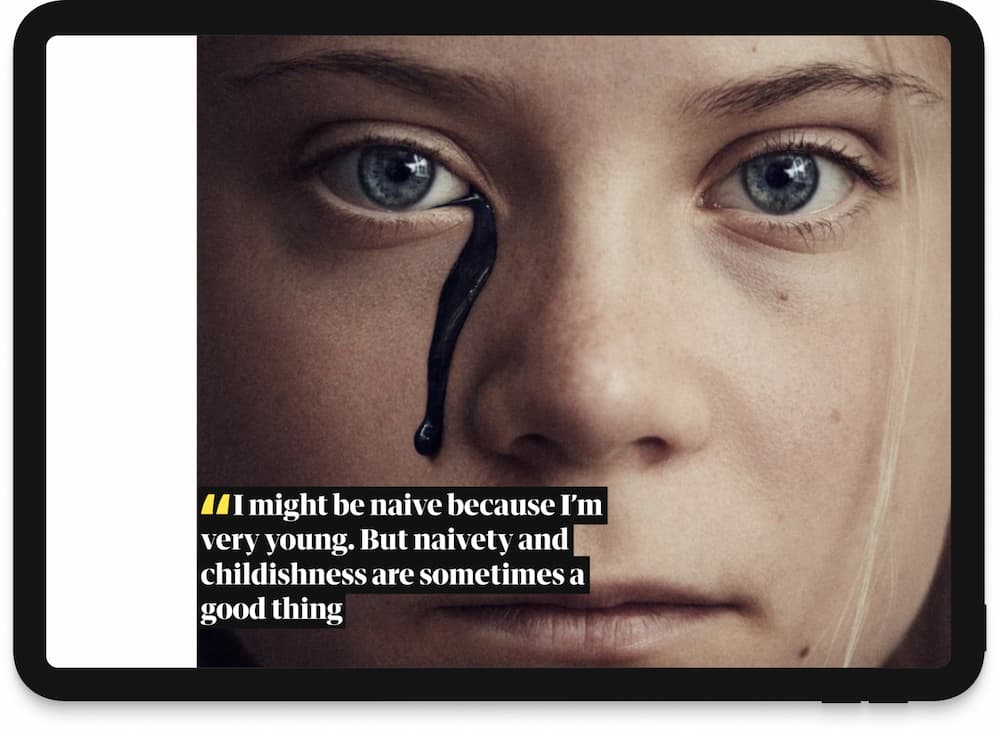 “I might be naive because I’m
very young. But naivety and
childishness are sometimes a
good thing